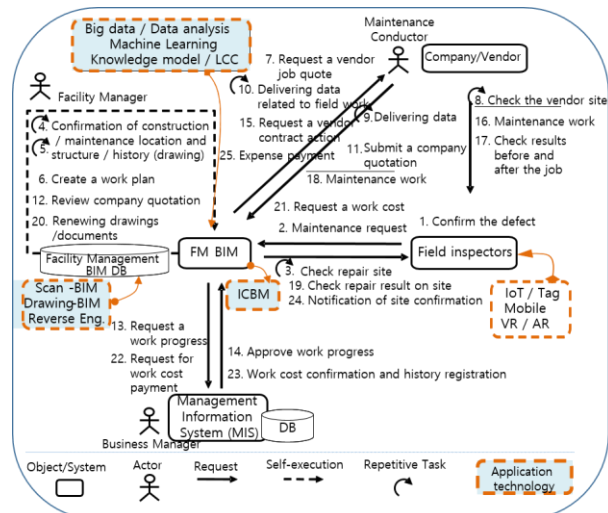 Big data / Data analysis
Machine Learning
Knowledge model / LCC
Maintenance
Conductor
Company/Vendor
Facility Manager
7. Request a vendor
job quote
10. Delivering data
related to field work
15. Request a vendor
contract action
25. Expense payment
9. Delivering data
11. Submit a company
quotation
18. Maintenance work
8. Check the vendor site
16. Maintenance work
17. Check results
before and
after the job
4. Confirmation of construction
5. / maintenance location and
structure / history (drawing)
6. Create a work plan
12. Review company quotation
20. Renewing drawings
/documents
21. Request a work cost
2. Maintenance request
1. Confirm the defect
Facility Management
BIM DB
FM BIM
Field inspectors
3. Check repair site
19. Check repair result on site
24. Notification of site confirmation
Scan -BIM
Drawing-BIM
Reverse Eng.
ICBM
IoT / Tag
Mobile
VR / AR
13. Request a
work progress
22. Request for
work cost
payment
14. Approve work progress
23. Work cost confirmation and history registration
Management
Information
System (MIS)
DB
Business Manager
Object/System
Actor
Request
Self-execution
Repetitive Task
Application
technology